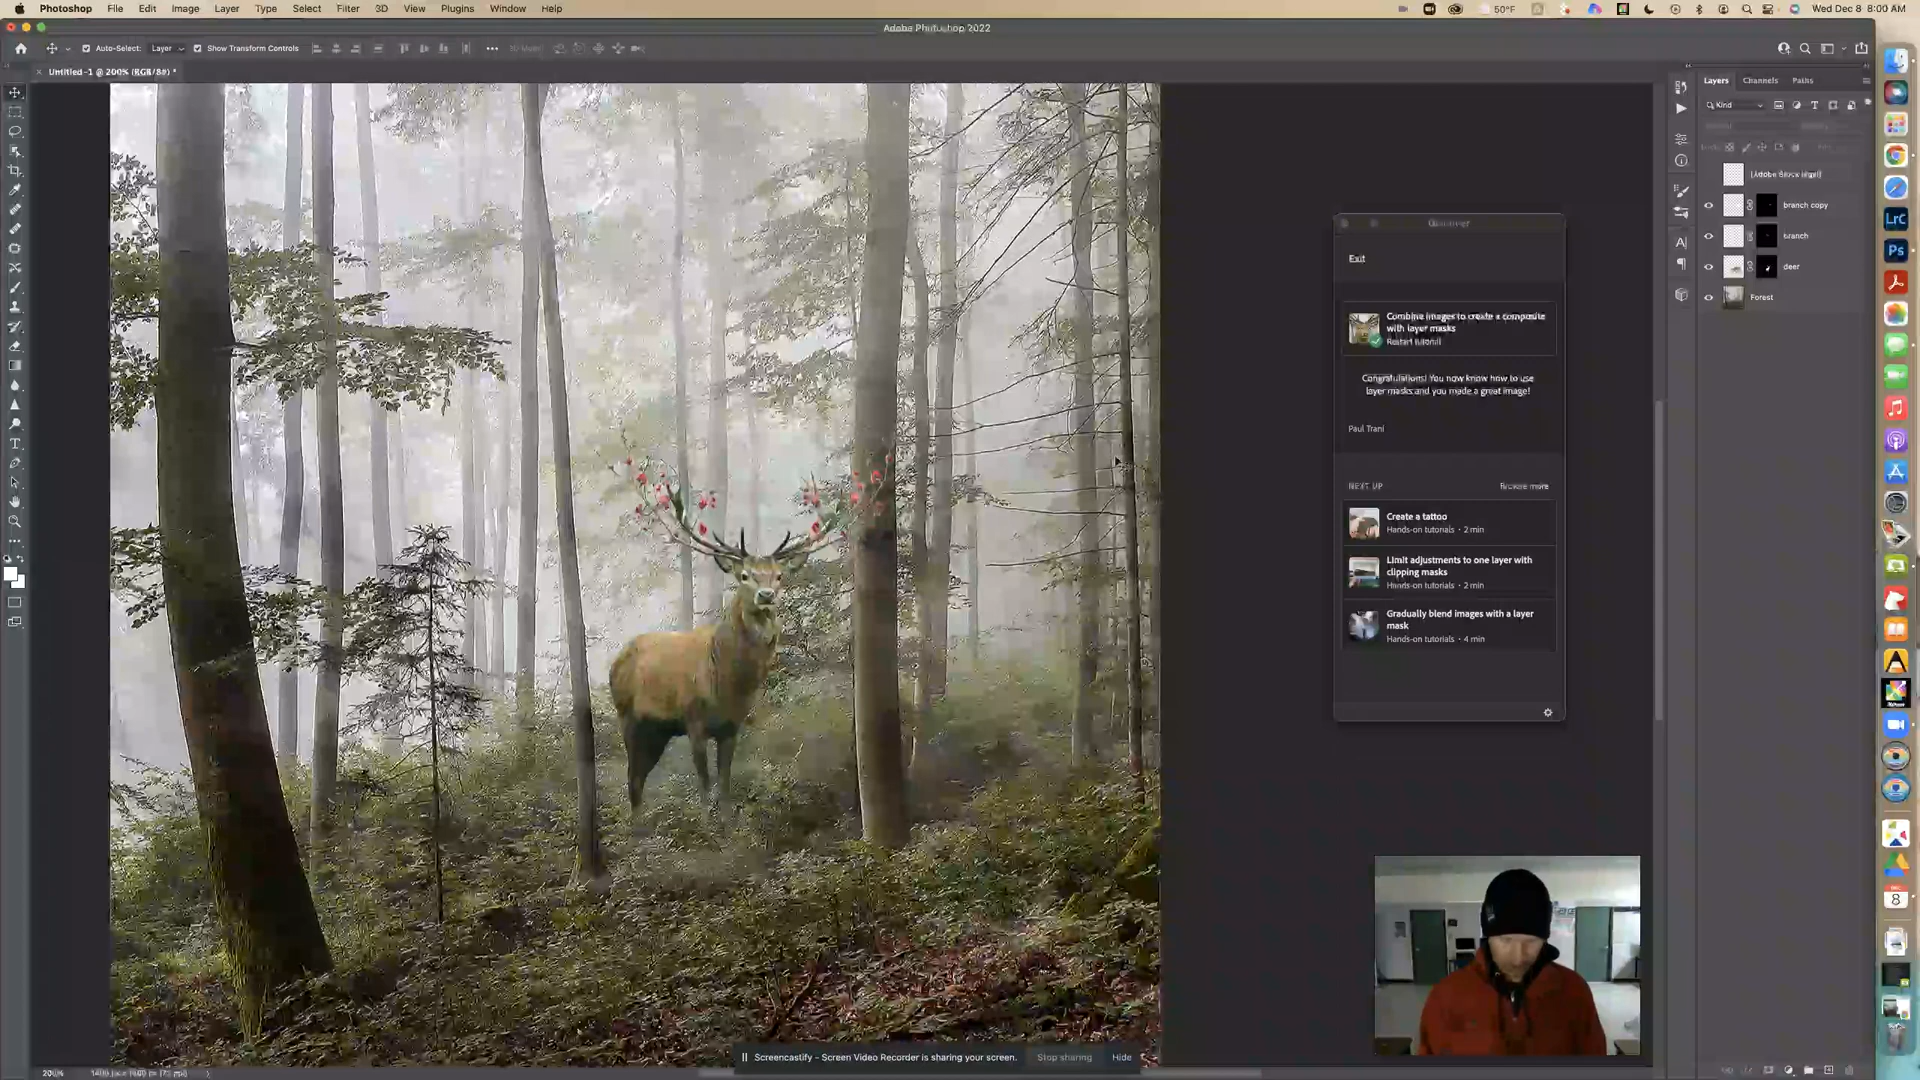 Photoshop File Edit Image Layer Type Select Filter 3D View Plugins Window Help
50°F
Wed Dec 8 8:00 AM
Adobe Photoshop 2022
Auto-Select: Layer Show Transform Controls
Untitled-1 @ 200% (RGB/8#) *
Layers Channels Paths
Kind
branch copy
branch
deer
Forest
Discover
Exit
Combine images to create a composite
with layer masks
Restart tutorial
Congratulations! You now know how to use
layer masks and you made a great image!
Paul Trani
NEXT UP Browse more
Create a tattoo
Hands-on tutorials • 2 min
Limit adjustments to one layer with
clipping masks
Hands-on tutorials • 2 min
Gradually blend images with a layer
mask
Hands-on tutorials • 4 min
LrC
Ps
8
Screencastify - Screen Video Recorder is sharing your screen. Stop sharing Hide
200%